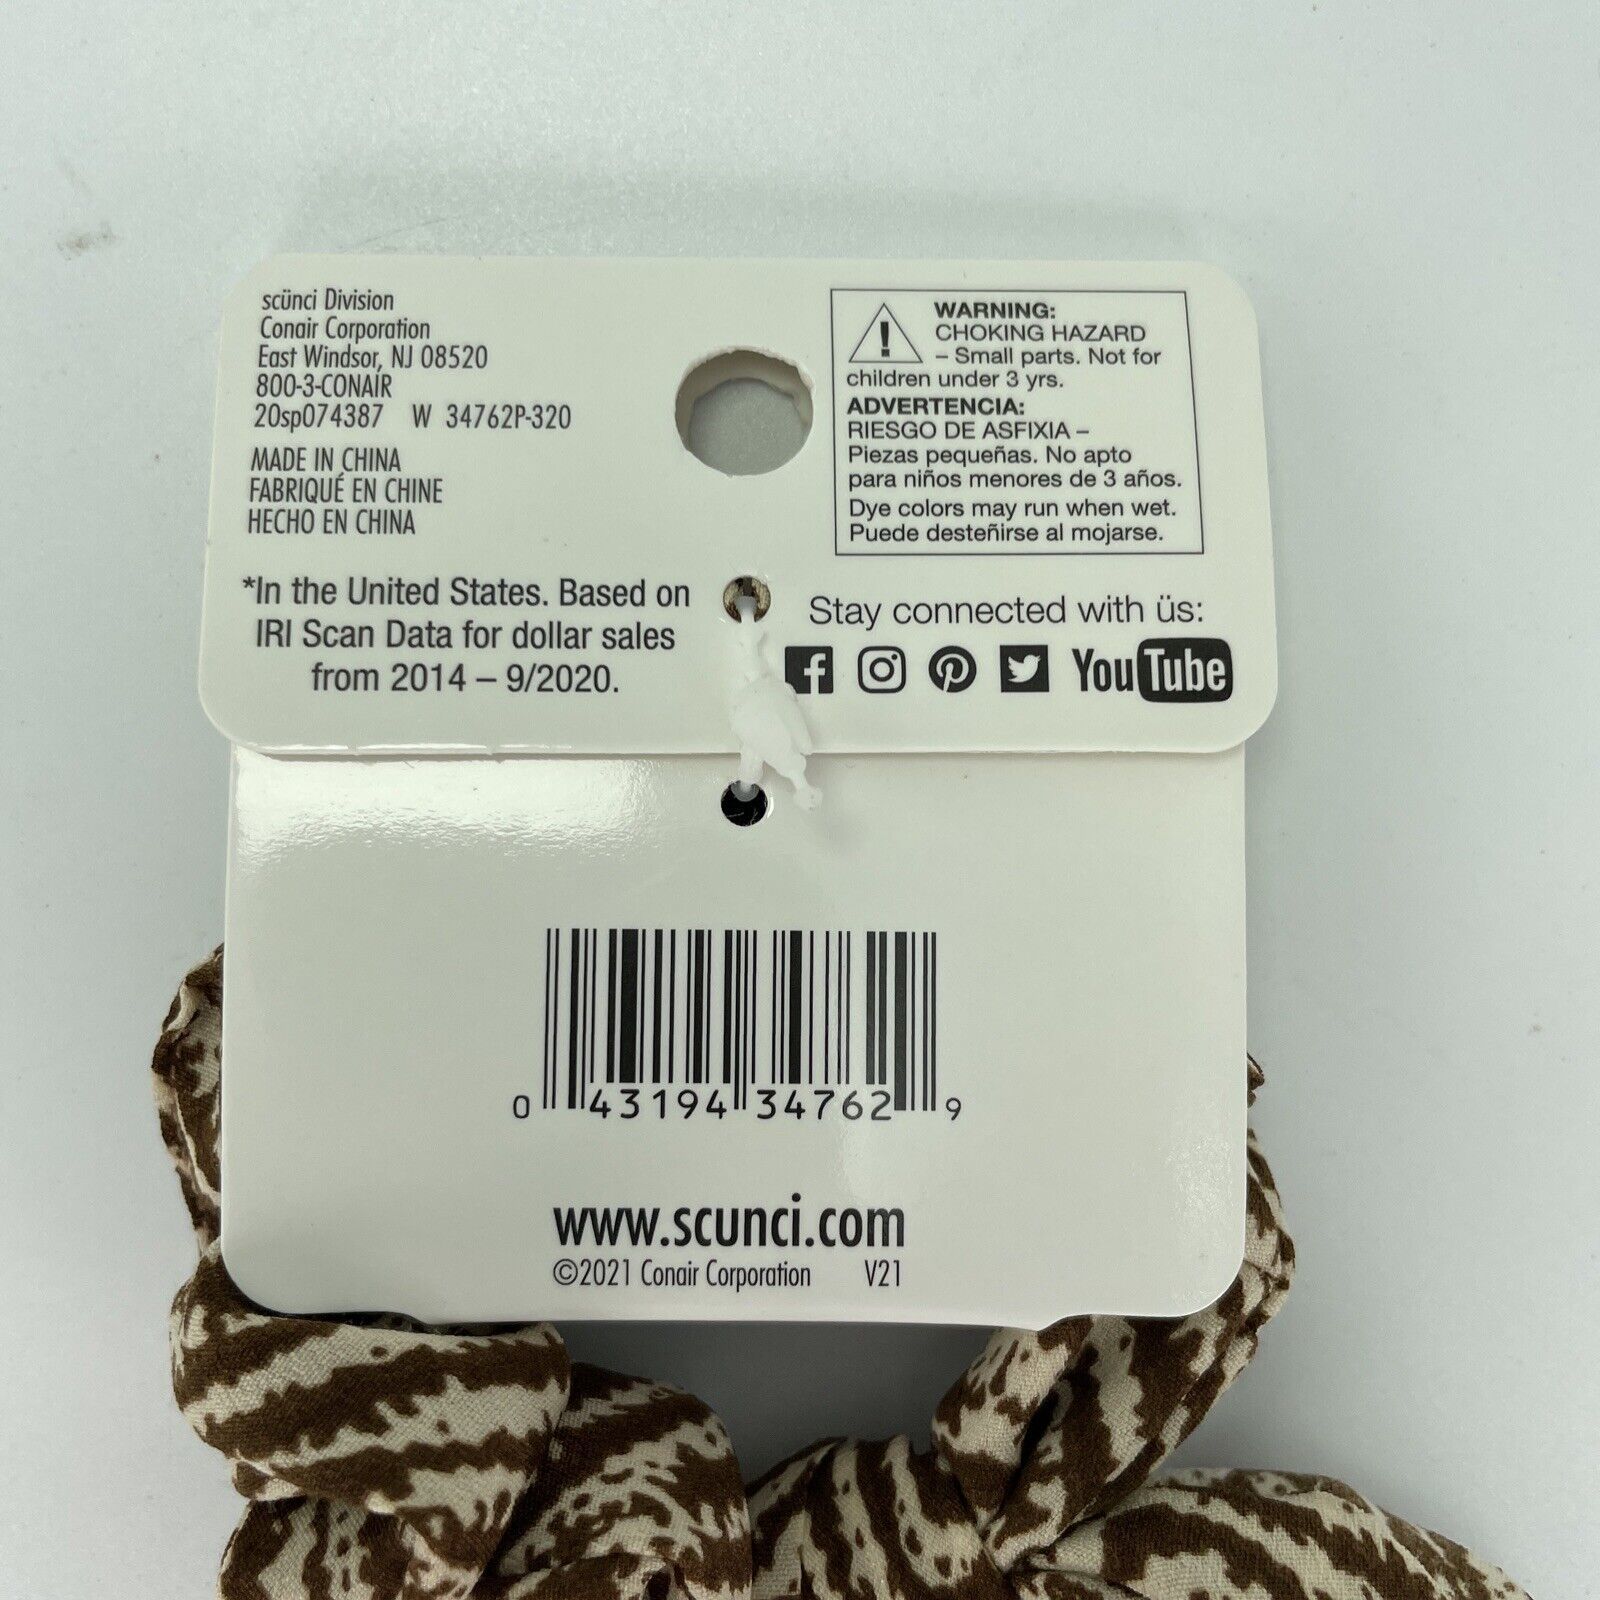 scünci Division
Conair Corporation
East Windsor, NJ 08520
800-3-CONAIR
20sp074387 W 34762P-320
MADE IN CHINA
FABRIQUÉ EN CHINE
HECHO EN CHINA
*In the United States. Based on
IRI Scan Data for dollar sales
from 2014 – 9/2020.
WARNING:
CHOKING HAZARD
– Small parts. Not for
children under 3 yrs.
ADVERTENCIA:
RIESGO DE ASFIXIA –
Piezas pequeñas. No apto
para niños menores de 3 años.
Dye colors may run when wet.
Puede desteñirse al mojarse.
Stay connected with üs:
YouTube
0 43194 34762 9
www.scunci.com
©2021 Conair Corporation V21